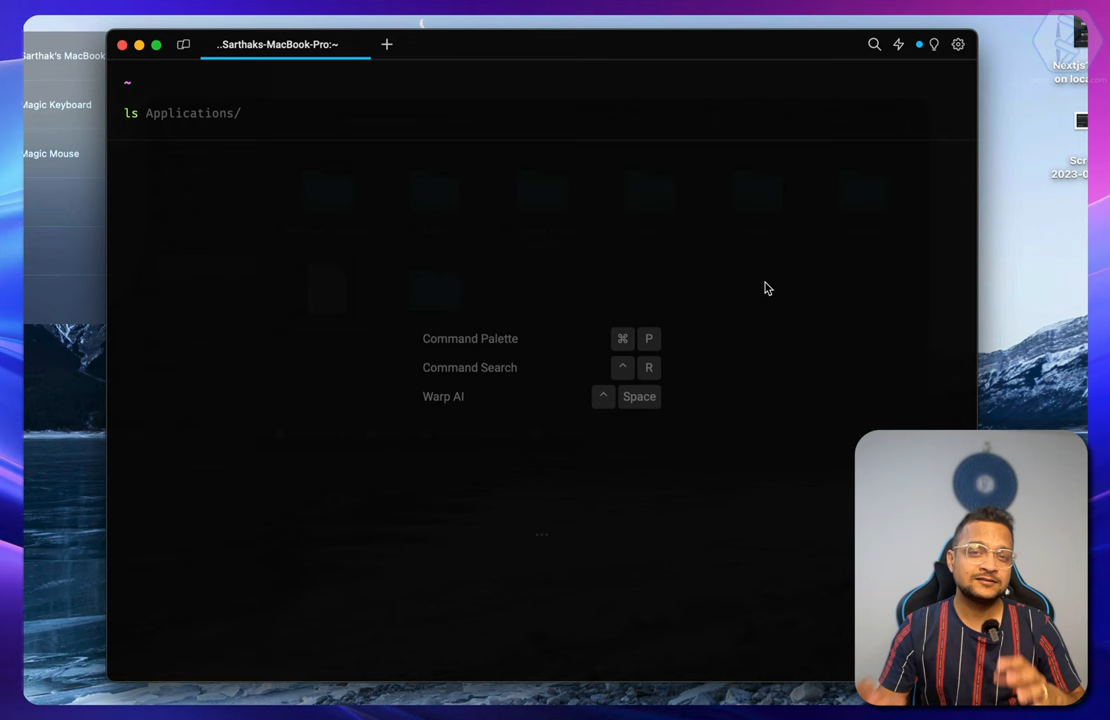 ..Sarthaks-MacBook-Pro:~
Sarthak's MacBook
Nextjs
on loc
~
Magic Keyboard
ls Applications/
Magic Mouse
Scr
2023-0
Command Palette ⌘ P
Command Search ^ R
Warp AI ^ Space
...